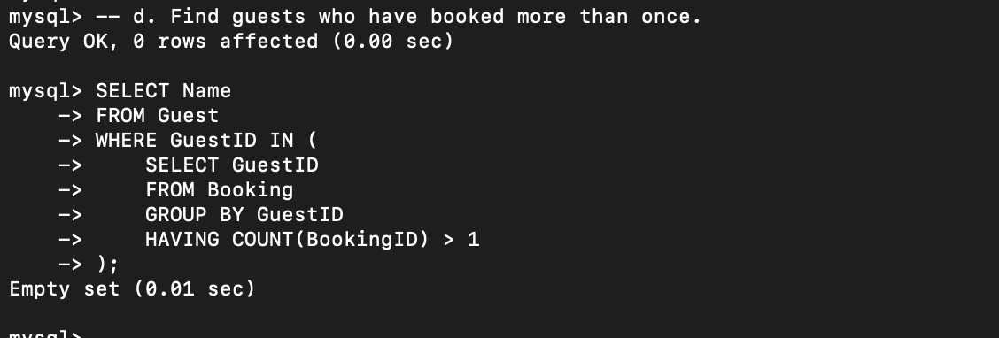 mysql> -- d. Find guests who have booked more than once.
Query OK, 0 rows affected (0.00 sec)
mysql> SELECT Name
    -> FROM Guest
    -> WHERE GuestID IN (
    ->     SELECT GuestID
    ->     FROM Booking
    ->     GROUP BY GuestID
    ->     HAVING COUNT(BookingID) > 1
    -> );
Empty set (0.01 sec)
mysql>